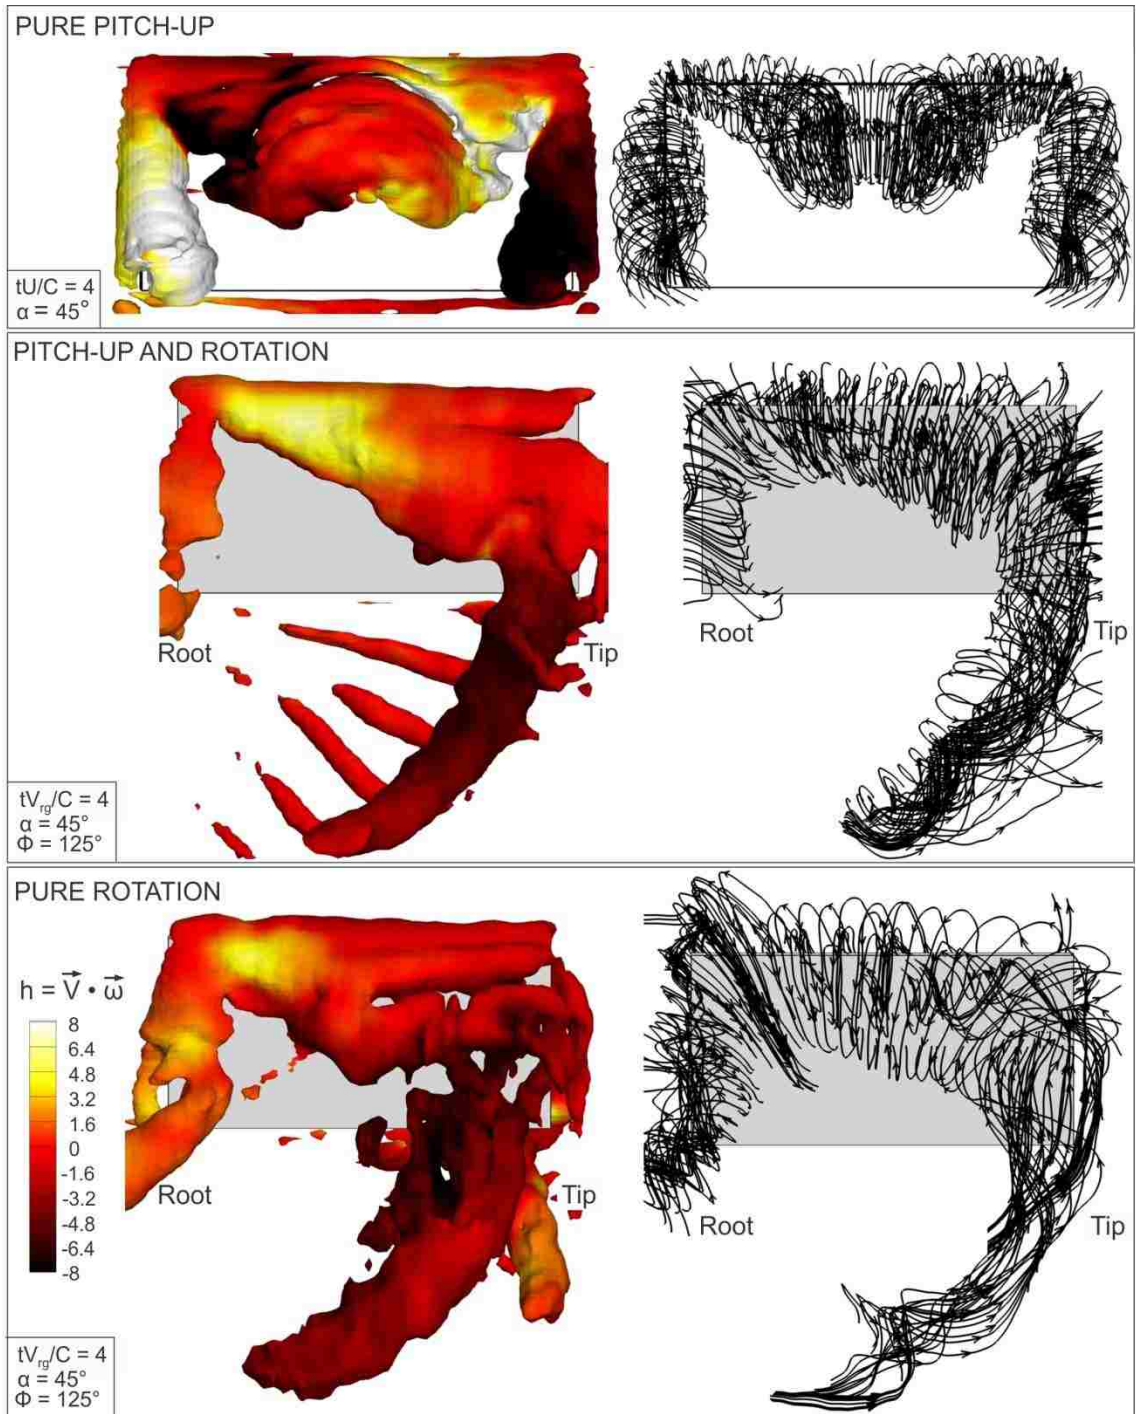 PURE PITCH-UP
tU/C = 4
α = 45°
PITCH-UP AND ROTATION
Root
Tip
Root
Tip
tVrg/C = 4
α = 45°
Φ = 125°
PURE ROTATION
h = V • ω
8
6.4
4.8
3.2
1.6
0
-1.6
-3.2
-4.8
-6.4
-8
Root
Tip
Root
Tip
tVrg/C = 4
α = 45°
Φ = 125°